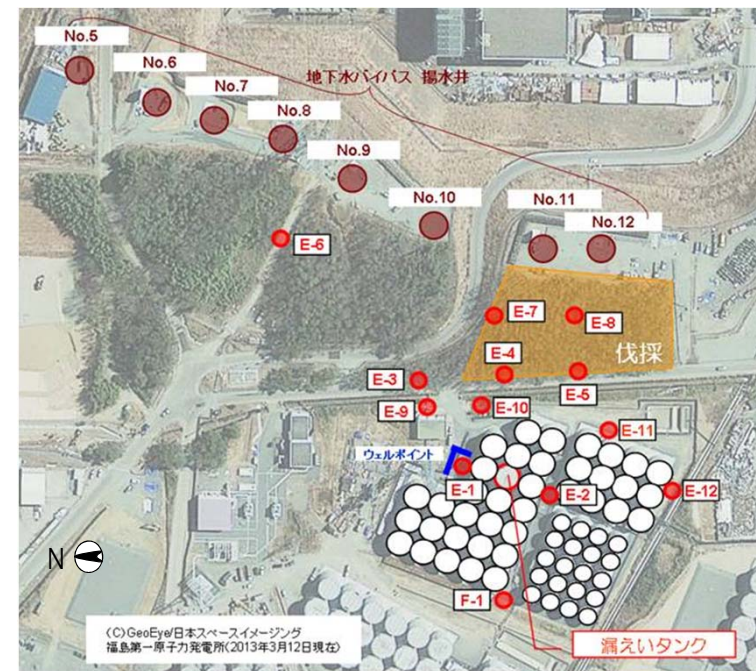 No.5
No.6
No.7
地下水バイパス 揚水井
No.8
No.9
No.10
No.11
No.12
E-6
E-7
E-8
伐採
E-4
E-3
E-5
E-9
E-10
E-11
ウェルポイント
E-1
E-2
E-12
N
F-1
(C)GeoEye/日本スペースイメージング
福島第一原子力発電所(2013年3月12日現在)
漏えいタンク